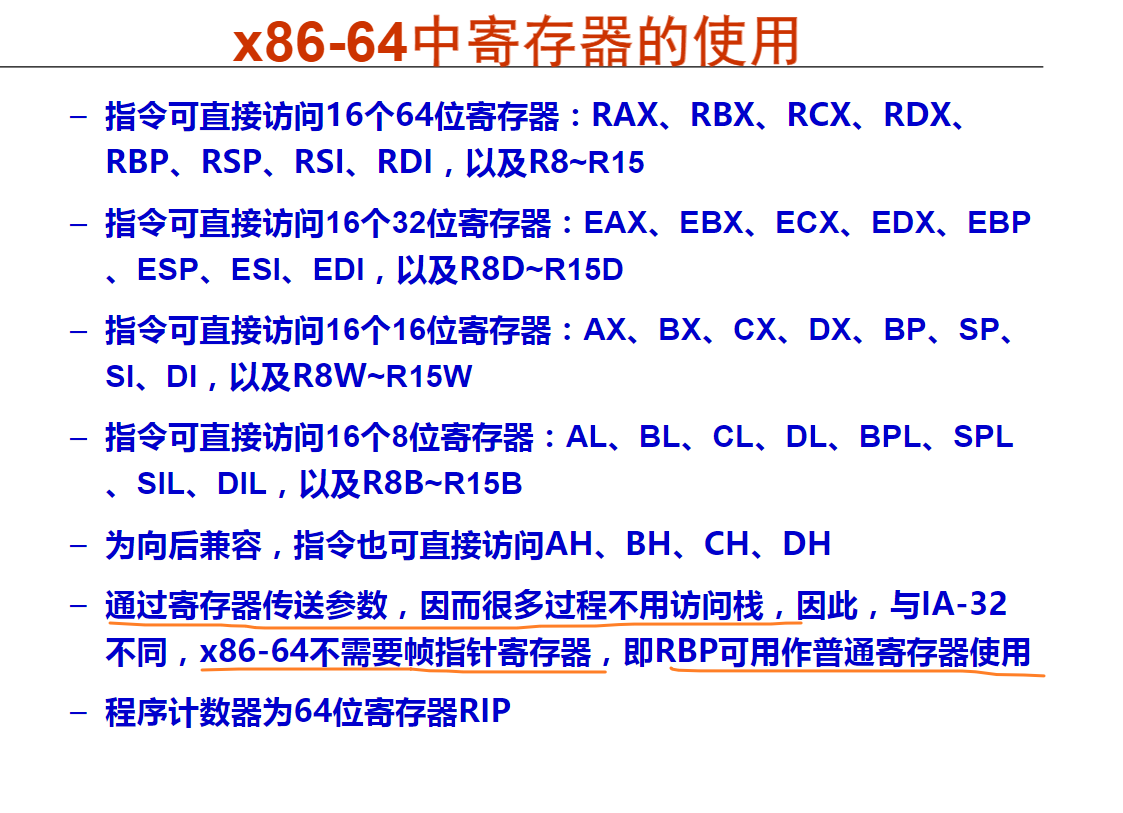 x86-64中寄存器的使用
– 指令可直接访问16个64位寄存器：RAX、RBX、RCX、RDX、
RBP、RSP、RSI、RDI，以及R8~R15
– 指令可直接访问16个32位寄存器：EAX、EBX、ECX、EDX、EBP
、ESP、ESI、EDI，以及R8D~R15D
– 指令可直接访问16个16位寄存器：AX、BX、CX、DX、BP、SP、
SI、DI，以及R8W~R15W
– 指令可直接访问16个8位寄存器：AL、BL、CL、DL、BPL、SPL
、SIL、DIL，以及R8B~R15B
– 为向后兼容，指令也可直接访问AH、BH、CH、DH
– 通过寄存器传送参数，因而很多过程不用访问栈，因此，与IA-32
不同，x86-64不需要帧指针寄存器，即RBP可用作普通寄存器使用
– 程序计数器为64位寄存器RIP